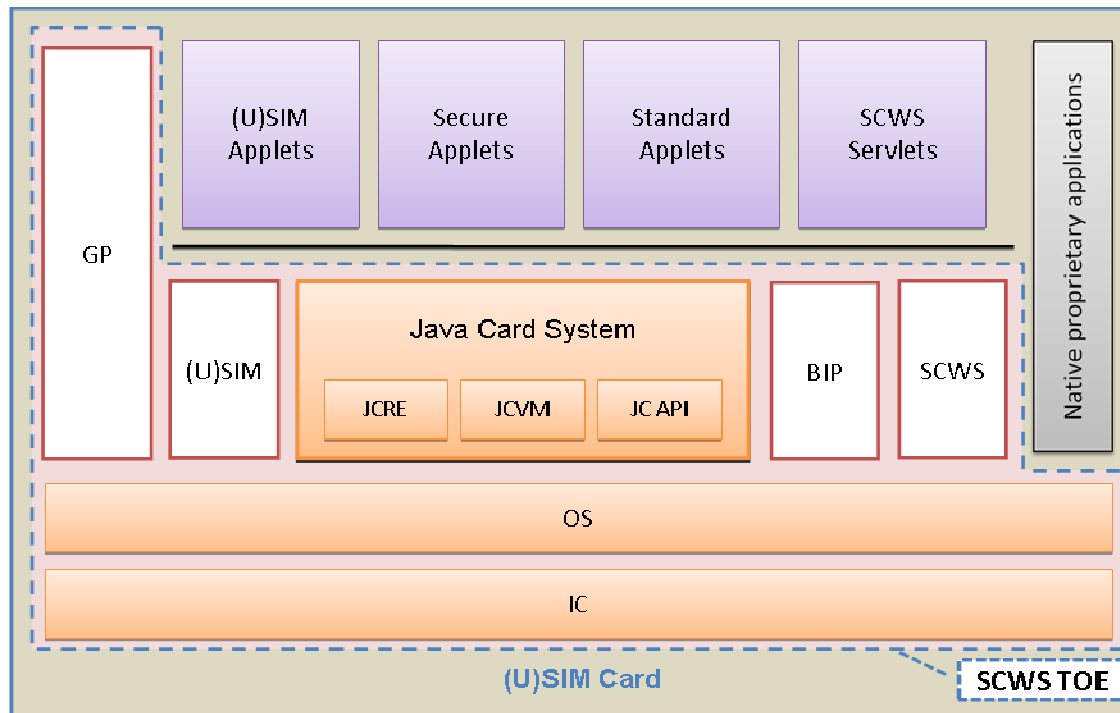 (U)SIM
Applets
Secure
Applets
Standard
Applets
SCWS
Servlets
Native proprietary applications
GP
(U)SIM
Java Card System
JCRE
JCVM
JC API
BIP
SCWS
OS
IC
(U)SIM Card
SCWS TOE